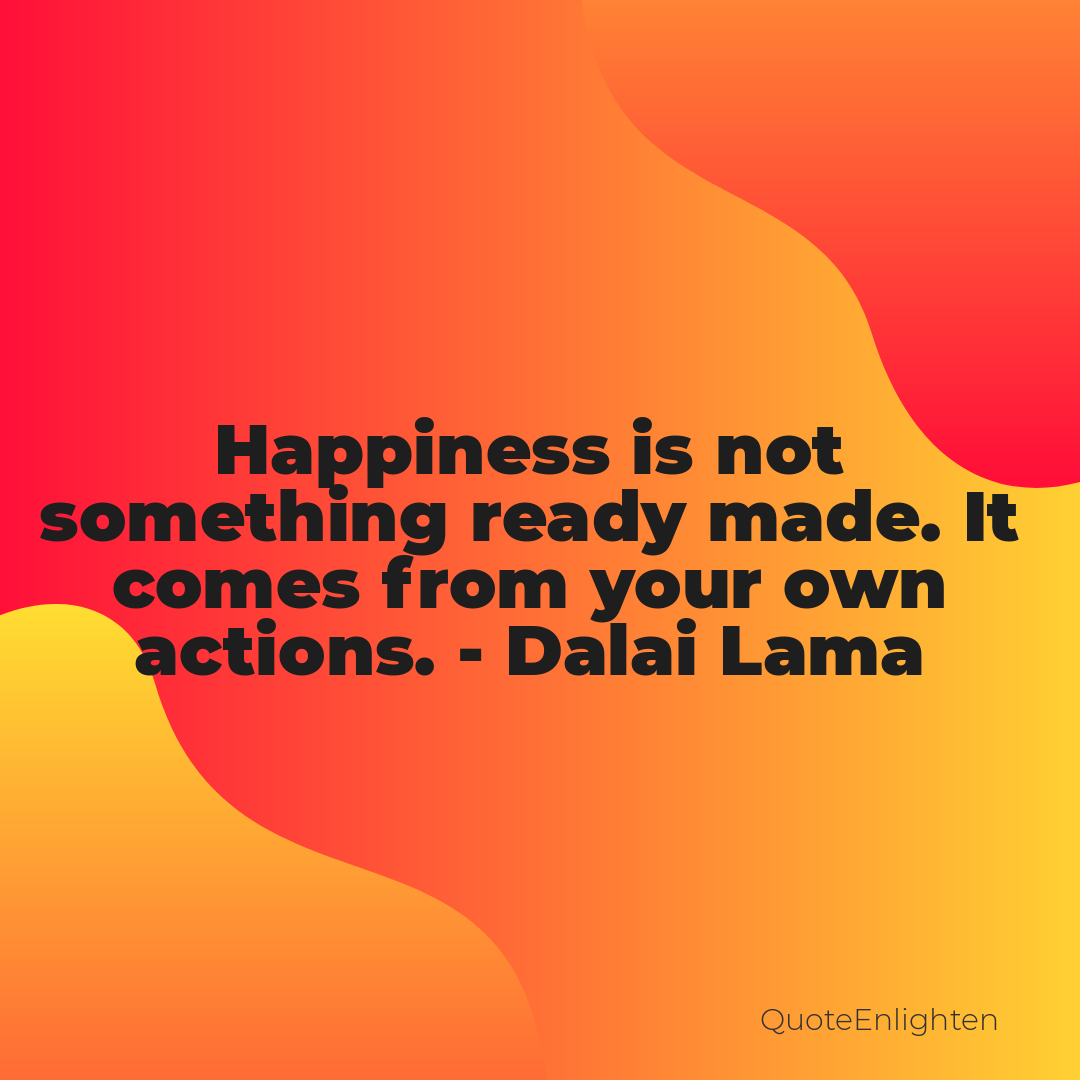 Happiness is not
something ready made. It
comes from your own
actions. - Dalai Lama
QuoteEnlighten